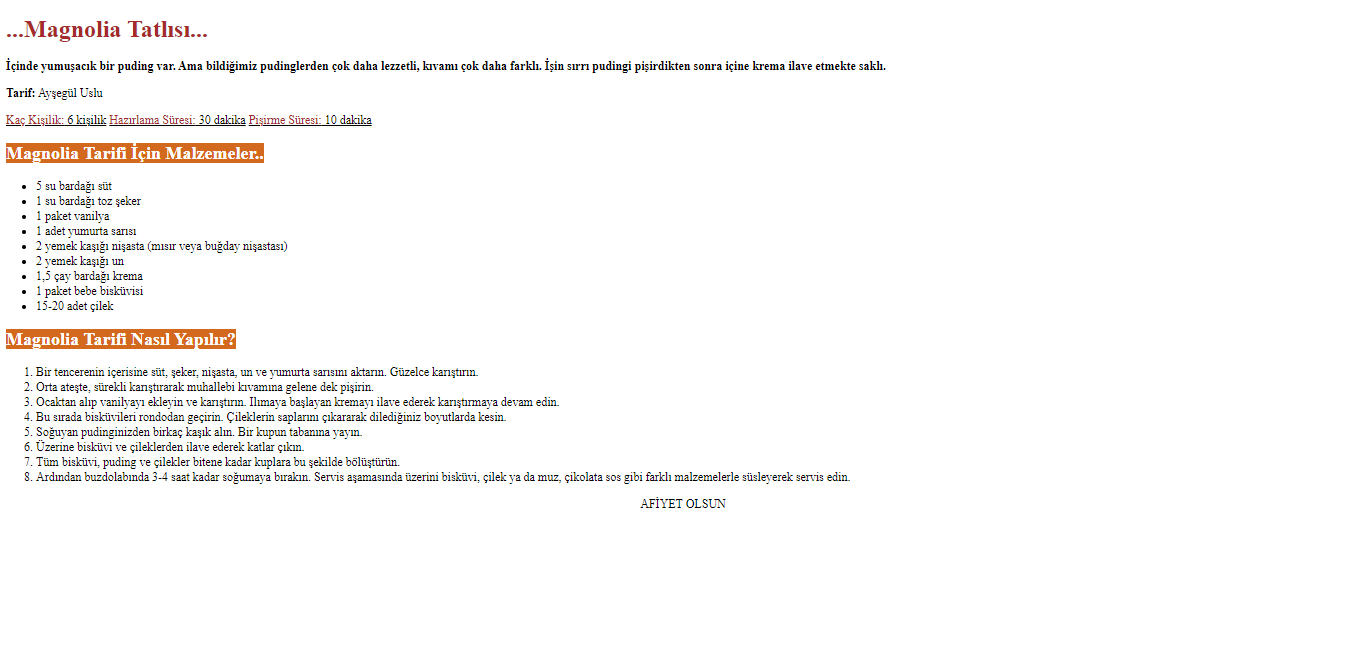 ...Magnolia Tatlısı...
İçinde yumuşacık bir puding var. Ama bildiğimiz pudinglerden çok daha lezzetli, kıvamı çok daha farklı. İşin sırrı pudingi pişirdikten sonra içine krema ilave etmekte saklı.
Tarif: Ayşegül Uslu
Kaç Kişilik: 6 kişilik Hazırlama Süresi: 30 dakika Pişirme Süresi: 10 dakika
Magnolia Tarifi İçin Malzemeler..
• 5 su bardağı süt
• 1 su bardağı toz şeker
• 1 paket vanilya
• 1 adet yumurta sarısı
• 2 yemek kaşığı nişasta (mısır veya buğday nişastası)
• 2 yemek kaşığı un
• 1,5 çay bardağı krema
• 1 paket bebe bisküvisi
• 15-20 adet çilek
Magnolia Tarifi Nasıl Yapılır?
1. Bir tencerenin içerisine süt, şeker, nişasta, un ve yumurta sarısını aktarın. Güzelce karıştırın.
2. Orta ateşte, sürekli karıştırarak muhallebi kıvamına gelene dek pişirin.
3. Ocaktan alıp vanilyayı ekleyin ve karıştırın. Ilımaya başlayan kremayı ilave ederek karıştırmaya devam edin.
4. Bu sırada bisküvileri rondodan geçirin. Çileklerin saplarını çıkararak dilediğiniz boyutlarda kesin.
5. Soğuyan pudinginizden birkaç kaşık alın. Bir kupun tabanına yayın.
6. Üzerine bisküvi ve çileklerden ilave ederek katlar çıkın.
7. Tüm bisküvi, puding ve çilekler bitene kadar kuplara bu şekilde bölüştürün.
8. Ardından buzdolabında 3-4 saat kadar soğumaya bırakın. Servis aşamasında üzerini bisküvi, çilek ya da muz, çikolata sos gibi farklı malzemelerle süsleyerek servis edin.
AFİYET OLSUN